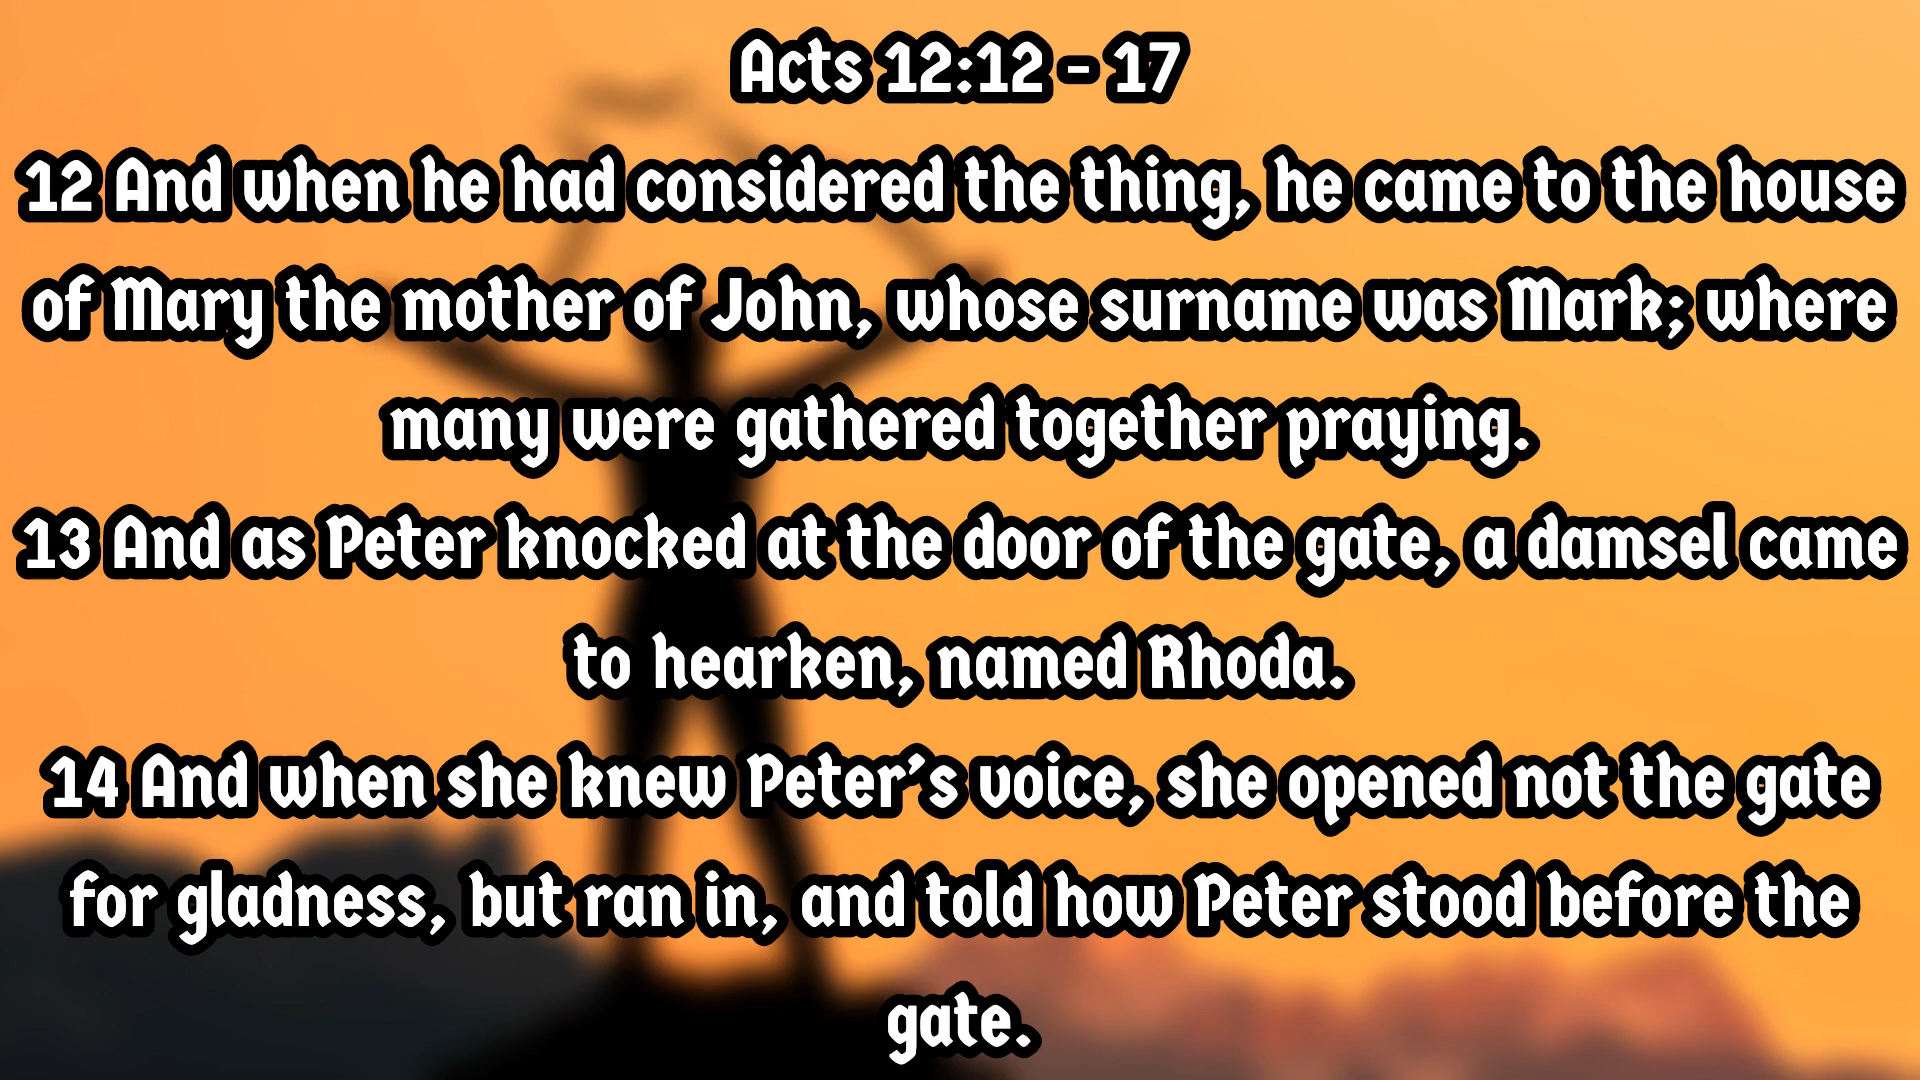 Acts 12:12 - 17
12 And when he had considered the thing, he came to the house
of Mary the mother of John, whose surname was Mark; where
many were gathered together praying.
13 And as Peter knocked at the door of the gate, a damsel came
to hearken, named Rhoda.
14 And when she knew Peter's voice, she opened not the gate
for gladness, but ran in, and told how Peter stood before the
gate.